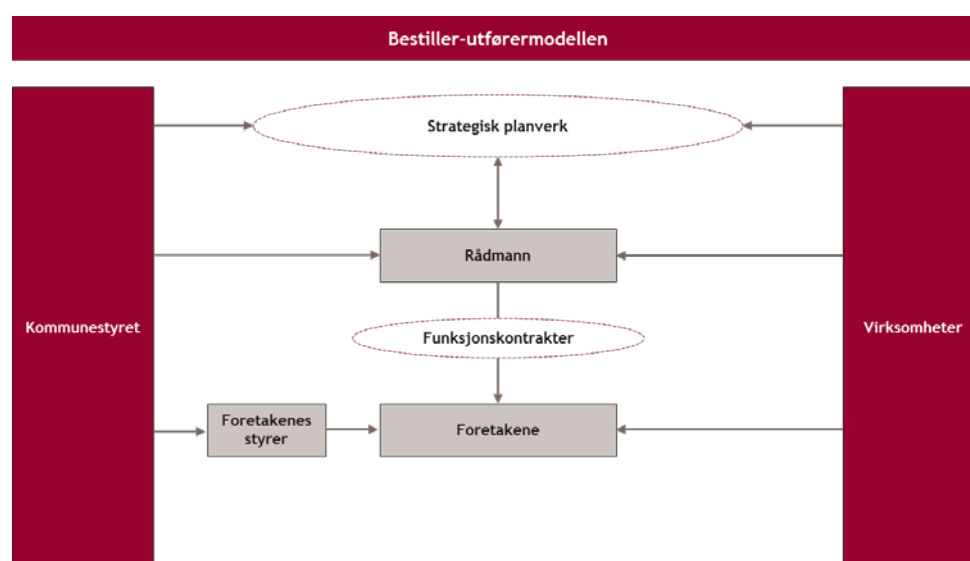 Bestiller-utførermodellen
Strategisk planverk
Rådmann
Kommunestyret
Funksjonskontrakter
Virksomheter
Foretakenes
styrer
Foretakene